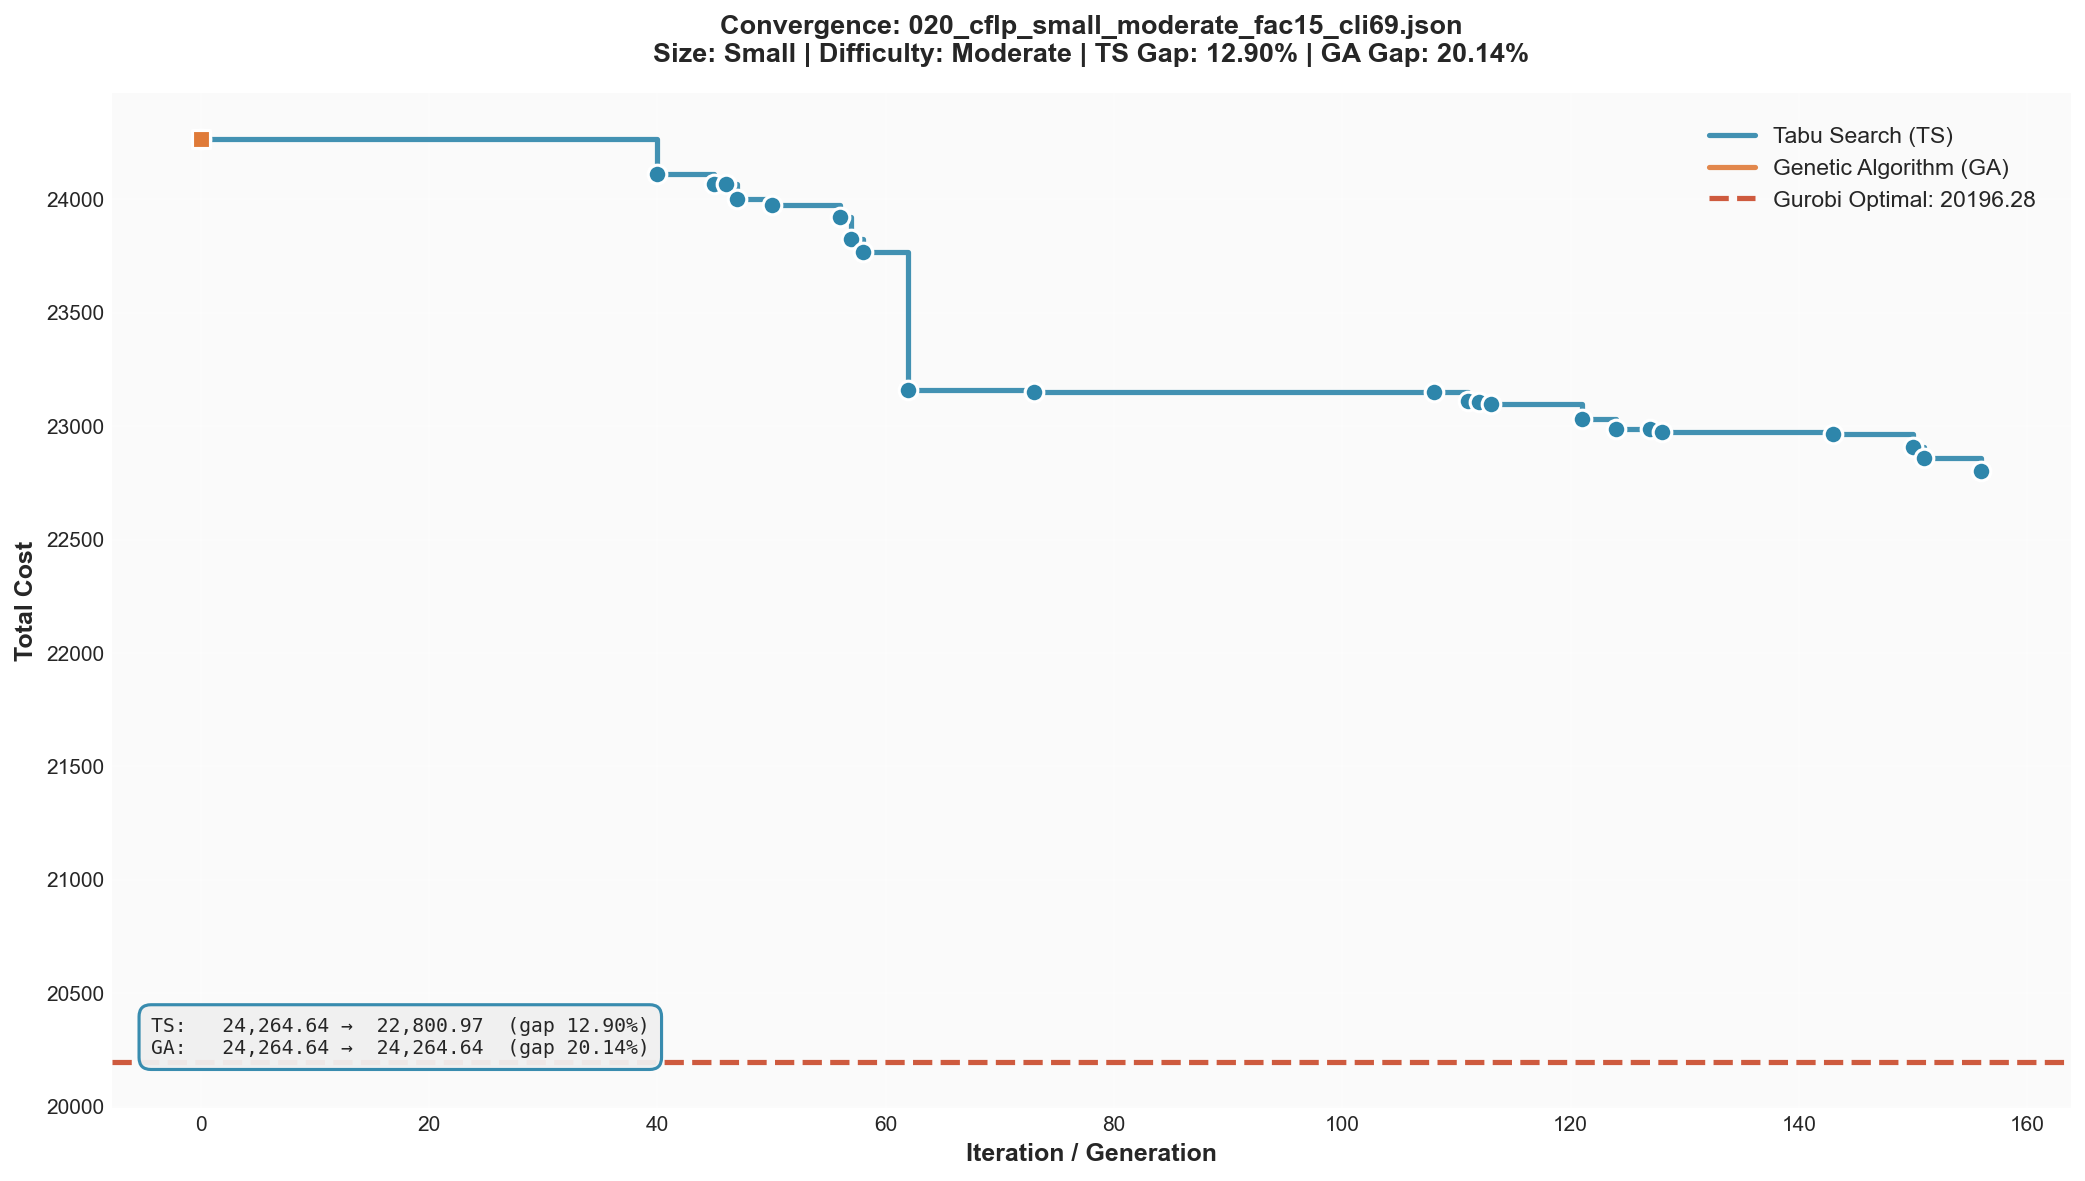 Convergence: 020_cflp_small_moderate_fac15_cli69.json
Size: Small | Difficulty: Moderate | TS Gap: 12.90% | GA Gap: 20.14%
Tabu Search (TS)
Genetic Algorithm (GA)
Gurobi Optimal: 20196.28
Total Cost
24000
23500
23000
22500
22000
21500
21000
20500
20000
TS: 24,264.64 → 22,800.97 (gap 12.90%)
GA: 24,264.64 → 24,264.64 (gap 20.14%)
0 20 40 60 80 100 120 140 160
Iteration / Generation